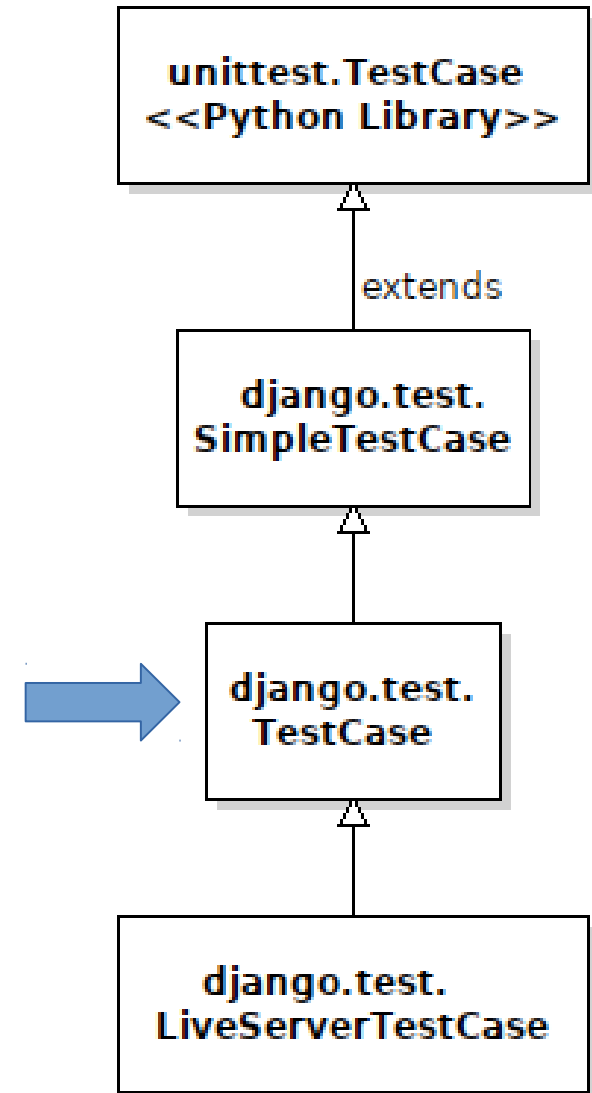 unittest.TestCase
<<Python Library>>
extends
django.test.
SimpleTestCase
django.test.
TestCase
django.test.
LiveServerTestCase